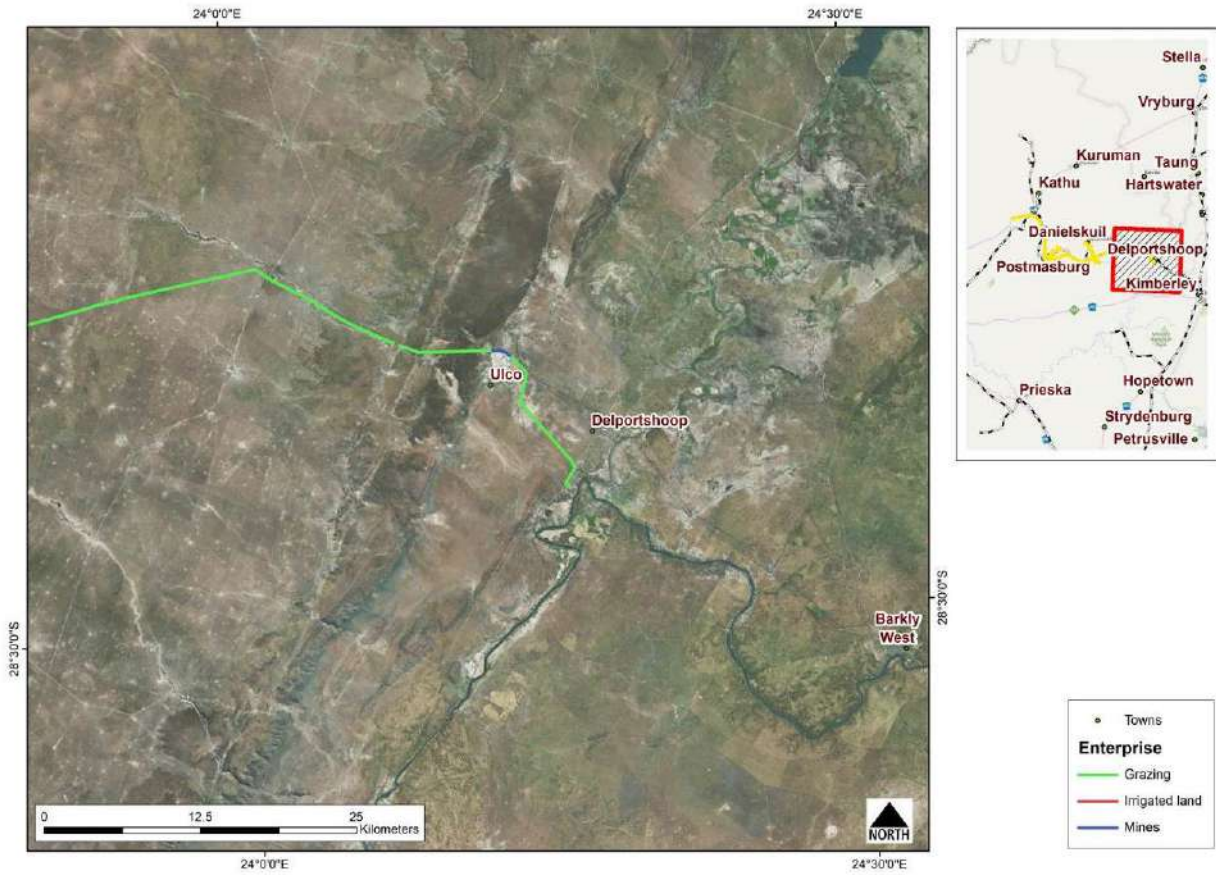 24°0'0"E
24°30'0"E
Ulco
Delportshoop
Barkly
West
28°30'0"S
28°30'0"S
0
12.5
25
Kilometers
NORTH
24°0'0"E
24°30'0"E
Stella
Vryburg
Kuruman
Taung
Kathu
Hartswater
Danielskuil
Delportshoop
Postmasburg
Kimberley
Prieska
Hopetown
Strydenburg
Petrusville
Towns
Enterprise
Grazing
Irrigated land
Mines